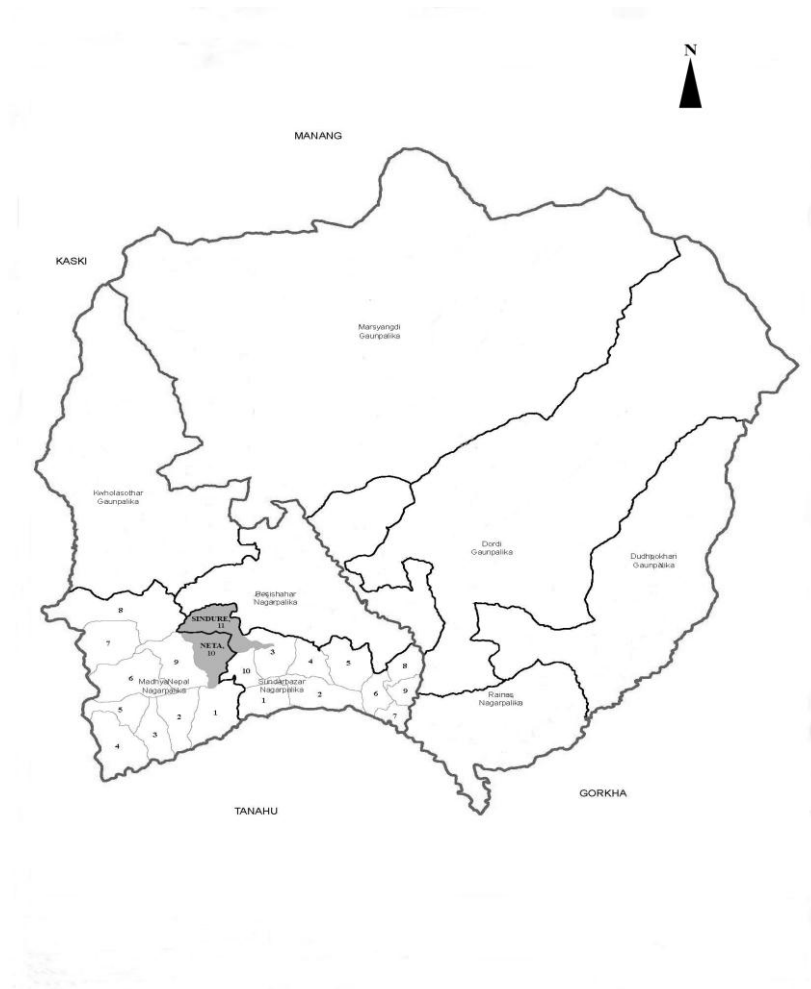 N
MANANG
KASKI
Marsyangdi
Gaunpalika
Kwholasothar
Gaunpalika
Dordi
Gaunpalika
Dudhpokhari
Gaunpalika
Besishahar
Nagarpalika
8
SINDURE,
11
7
NETA,
10
9
3
4
5
8
6
10
MadhyaNepal
Nagarpalika
Sundarbazar
Nagarpalika
1
2
6
9
Rainas
Nagarpalika
5
2
1
7
4
3
TANAHU
GORKHA